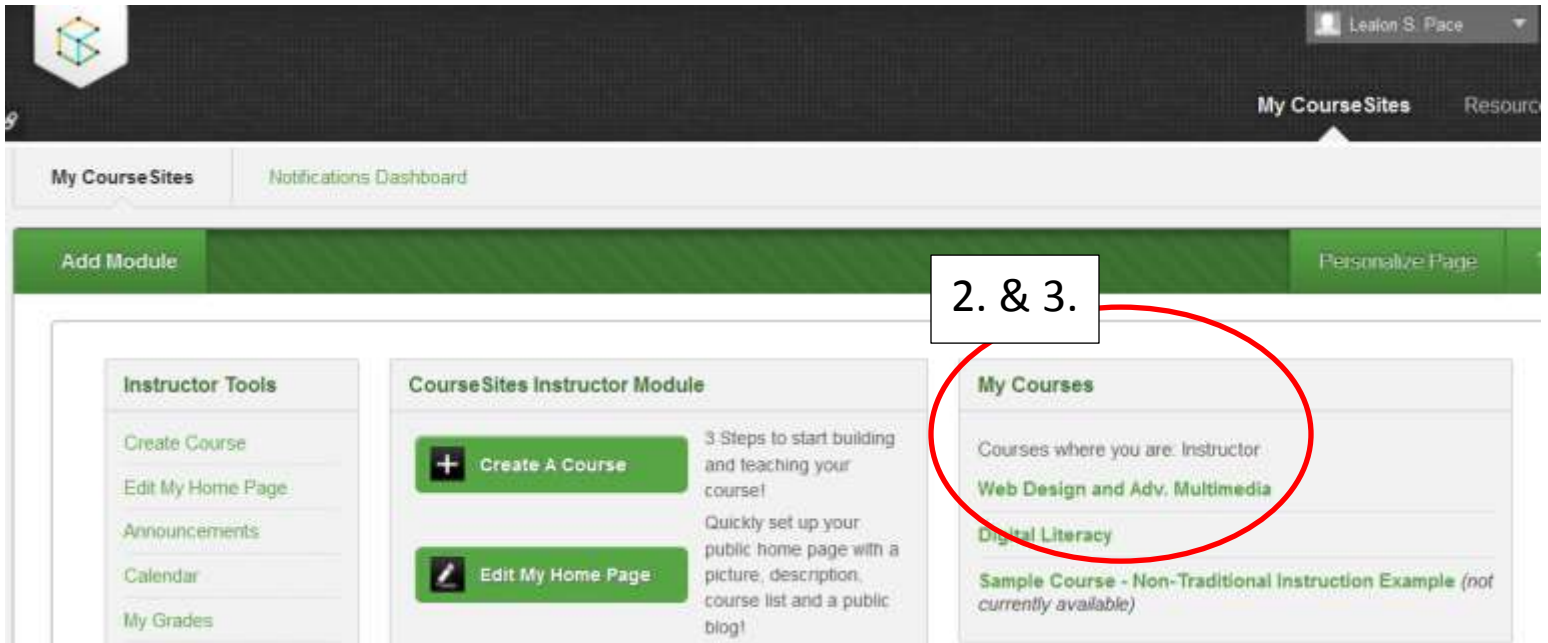 Lealon S. Pace
My CourseSites Resourc
My CourseSites Notifications Dashboard
Add Module Personalize Page
2. & 3.
Instructor Tools
Create Course
Edit My Home Page
Announcements
Calendar
My Grades
CourseSites Instructor Module
Create A Course
3 Steps to start building
and teaching your
course!
Edit My Home Page
Quickly set up your
public home page with a
picture, description,
course list and a public
blog!
My Courses
Courses where you are: Instructor
Web Design and Adv. Multimedia
Digital Literacy
Sample Course - Non-Traditional Instruction Example (not
currently available)